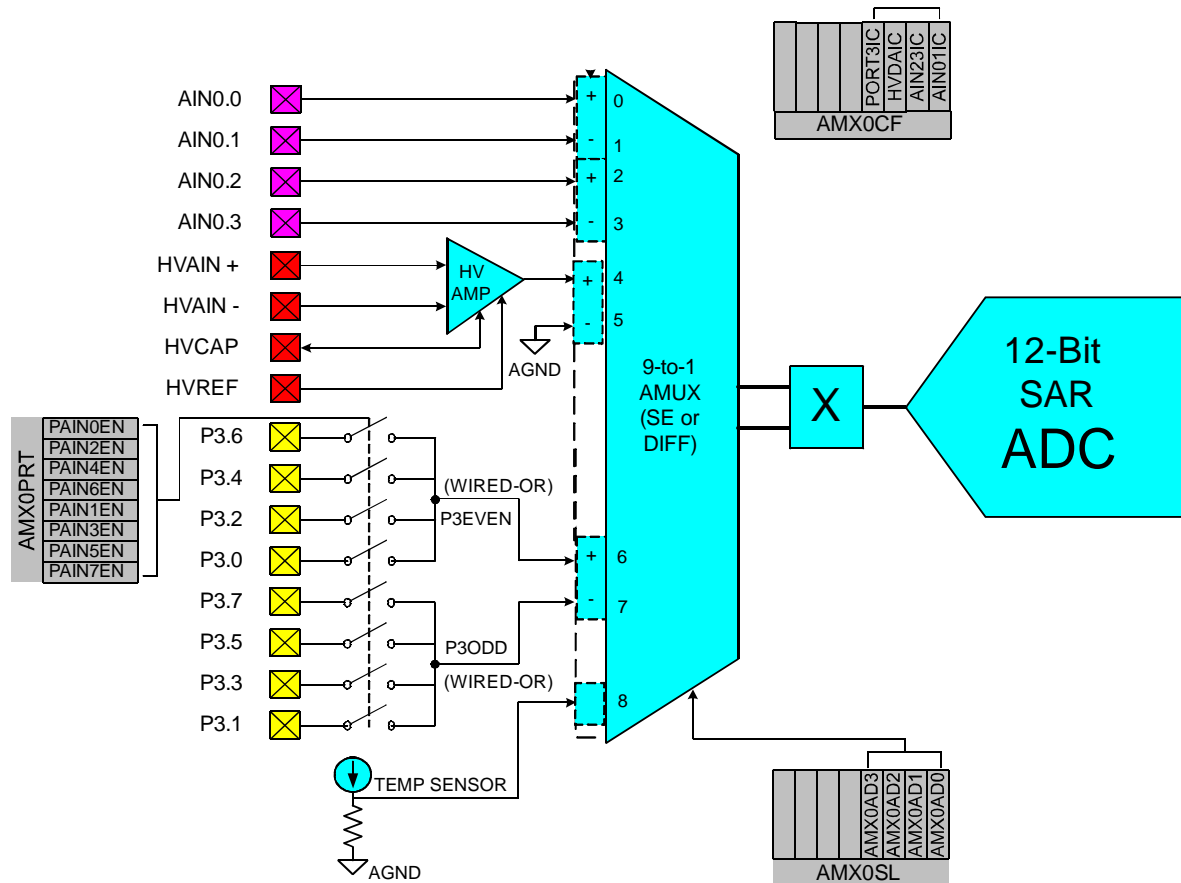 PORT3IC
HVDAIC
AIN23IC
AIN01IC
AMX0CF
AIN0.0
AIN0.1
AIN0.2
AIN0.3
HVAIN +
HVAIN -
HVCAP
HVREF
HV
AMP
AGND
+
0
-
1
+
2
-
3
+
4
-
5
9-to-1
AMUX
(SE or
DIFF)
X
12-Bit
SAR
ADC
AMX0PRT
PAIN0EN
PAIN2EN
PAIN4EN
PAIN6EN
PAIN1EN
PAIN3EN
PAIN5EN
PAIN7EN
P3.6
P3.4
P3.2
P3.0
P3.7
P3.5
P3.3
P3.1
(WIRED-OR)
P3EVEN
P3ODD
(WIRED-OR)
+
6
-
7
8
TEMP SENSOR
AGND
AMX0AD3
AMX0AD2
AMX0AD1
AMX0AD0
AMX0SL